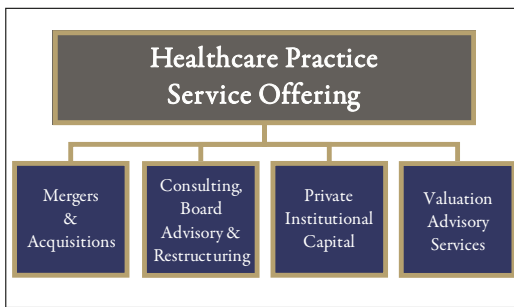 Healthcare Practice
Service Offering
Mergers
&
Acquisitions
Consulting,
Board
Advisory &
Restructuring
Private
Institutional
Capital
Valuation
Advisory
Services